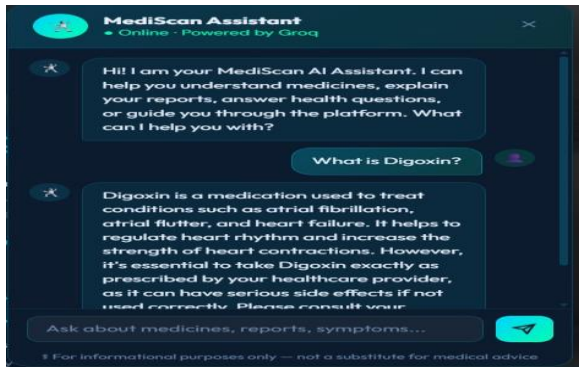 MediScan Assistant
• Online · Powered by Groq
×
Hi! I am your MediScan AI Assistant. I can
help you understand medicines, explain
your reports, answer health questions,
or guide you through the platform. What
can I help you with?
What is Digoxin?
Digoxin is a medication used to treat
conditions such as atrial fibrillation,
atrial flutter, and heart failure. It helps to
regulate heart rhythm and increase the
strength of heart contractions. However,
it's essential to take Digoxin exactly as
prescribed by your healthcare provider,
as it can have serious side effects if not
used correctly. Please consult your
Ask about medicines, reports, symptoms...
For informational purposes only — not a substitute for medical advice